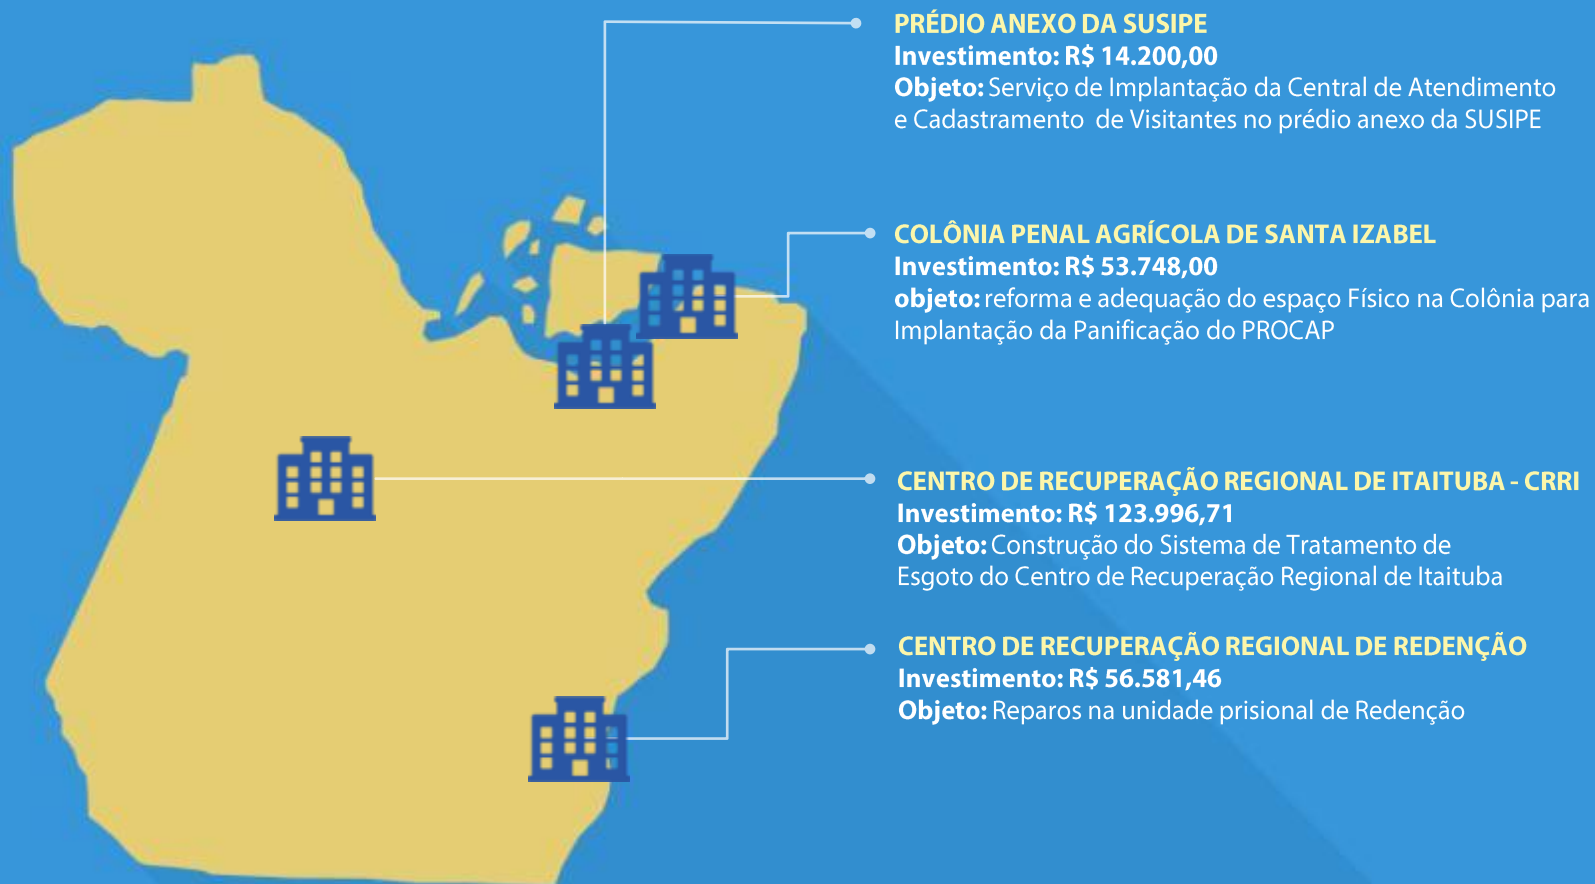 PRÉDIO ANEXO DA SUSIPE
Investimento: R$ 14.200,00
Objeto: Serviço de Implantação da Central de Atendimento
e Cadastramento de Visitantes no prédio anexo da SUSIPE
COLÔNIA PENAL AGRÍCOLA DE SANTA IZABEL
Investimento: R$ 53.748,00
objeto: reforma e adequação do espaço Físico na Colônia para
Implantação da Panificação do PROCAP
CENTRO DE RECUPERAÇÃO REGIONAL DE ITAITUBA - CRRI
Investimento: R$ 123.996,71
Objeto: Construção do Sistema de Tratamento de
Esgoto do Centro de Recuperação Regional de Itaituba
CENTRO DE RECUPERAÇÃO REGIONAL DE REDENÇÃO
Investimento: R$ 56.581,46
Objeto: Reparos na unidade prisional de Redenção